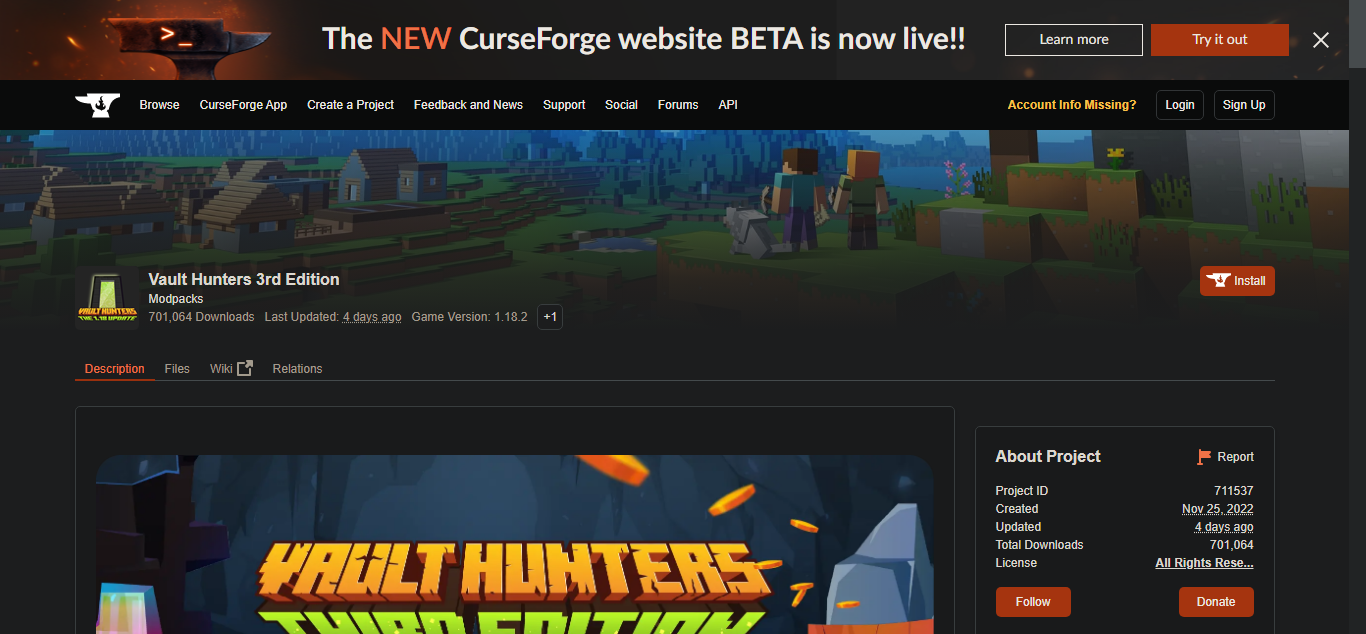 The NEW CurseForge website BETA is now live!! Learn more Try it out
Browse CurseForge App Create a Project Feedback and News Support Social Forums API Account Info Missing? Login Sign Up
Vault Hunters 3rd Edition
Modpacks
701,064 Downloads Last Updated: 4 days ago Game Version: 1.18.2 +1
Install
VAULT HUNTERS
THE 1.18 UPDATE
Description Files Wiki Relations
About Project Report
Project ID 711537
Created Nov 25, 2022
Updated 4 days ago
Total Downloads 701,064
License All Rights Rese...
Follow Donate
VAULT HUNTERS
THIRD EDITION